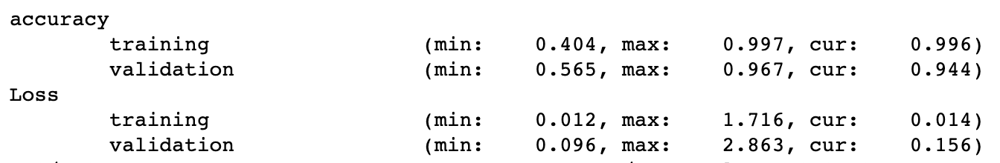 accuracy
training (min: 0.404, max: 0.997, cur: 0.996)
validation (min: 0.565, max: 0.967, cur: 0.944)
Loss
training (min: 0.012, max: 1.716, cur: 0.014)
validation (min: 0.096, max: 2.863, cur: 0.156)